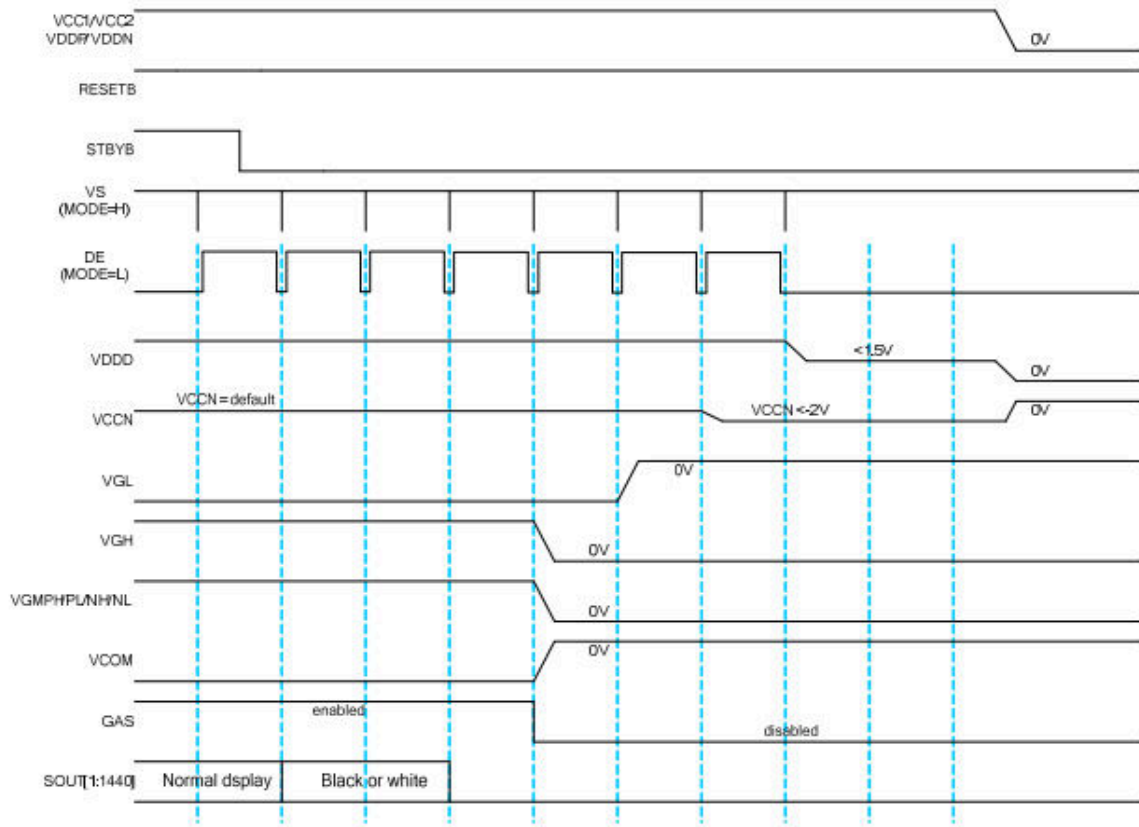 VCC1/VCC2
VDDP/VDDN
0V
RESETB
STBYB
VS
(MODE=H)
DE
(MODE=L)
VDDD
<1.5V
0V
VCCN = default
VCCN
VCCN <-2V
0V
VGL
0V
VGH
0V
VGMPH/PL/NH/NL
0V
VCOM
0V
GAS
enabled
disabled
SOUT[1:1440]
Normal dsplay
Black or white